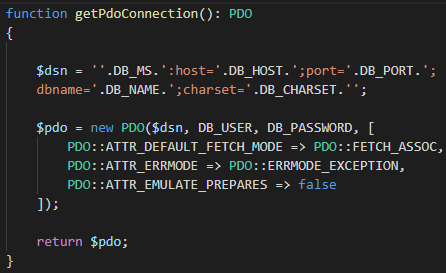 function getPdoConnection(): PDO
{
    $dsn = ''.DB_MS.':host='.DB_HOST.';port='.DB_PORT.';
    dbname='.DB_NAME.';charset='.DB_CHARSET.'';
    $pdo = new PDO($dsn, DB_USER, DB_PASSWORD, [
        PDO::ATTR_DEFAULT_FETCH_MODE => PDO::FETCH_ASSOC,
        PDO::ATTR_ERRMODE => PDO::ERRMODE_EXCEPTION,
        PDO::ATTR_EMULATE_PREPARES => false
    ]);
    return $pdo;
}